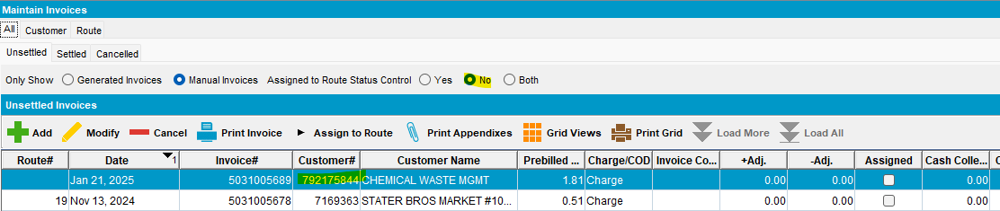 Maintain Invoices
All Customer Route
Unsettled Settled Cancelled
Only Show Generated Invoices Manual Invoices Assigned to Route Status Control Yes No Both
Unsettled Invoices
Add Modify Cancel Print Invoice Assign to Route Print Appendixes Grid Views Print Grid Load More Load All
Route# Date 1 Invoice# Customer# Customer Name Prebilled ... Charge/COD Invoice Co... +Adj. -Adj. Assigned Cash Colle... C
Jan 21, 2025 5031005689 792175844 CHEMICAL WASTE MGMT 1.81 Charge 0.00 0.00 0.00
19 Nov 13, 2024 5031005678 7169363 STATER BROS MARKET #10... 0.51 Charge 0.00 0.00 0.00